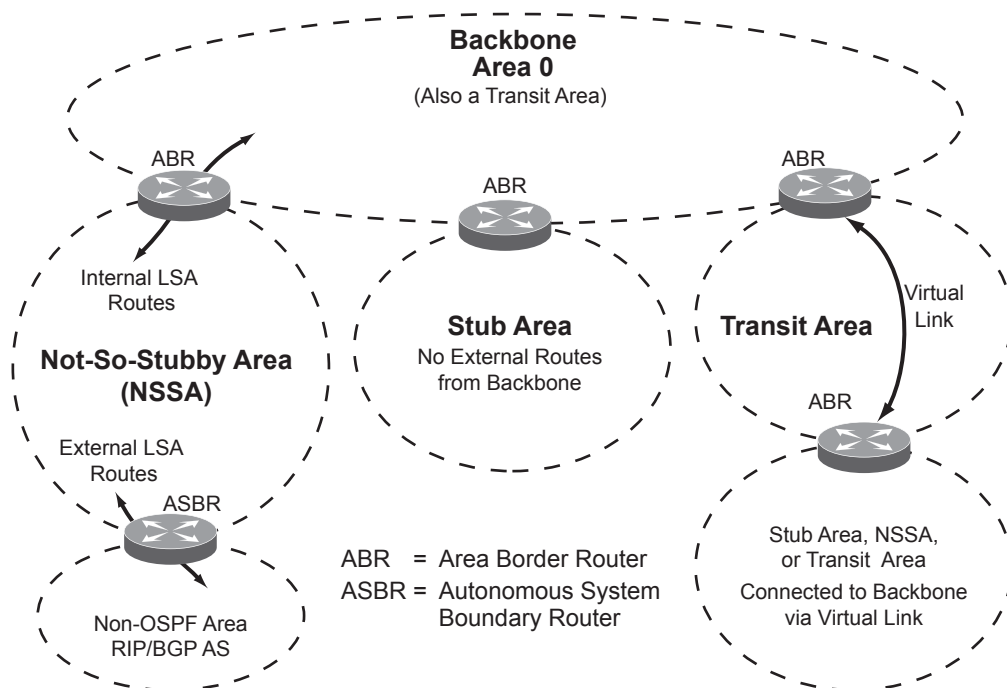 Backbone
Area 0
(Also a Transit Area)
ABR
ABR
ABR
Internal LSA
Routes
Not-So-Stubby Area
(NSSA)
External LSA
Routes
ASBR
Non-OSPF Area
RIP/BGP AS
Stub Area
No External Routes
from Backbone
Transit Area
Virtual
Link
ABR
Stub Area, NSSA,
or Transit Area
Connected to Backbone
via Virtual Link
ABR = Area Border Router
ASBR = Autonomous System
Boundary Router